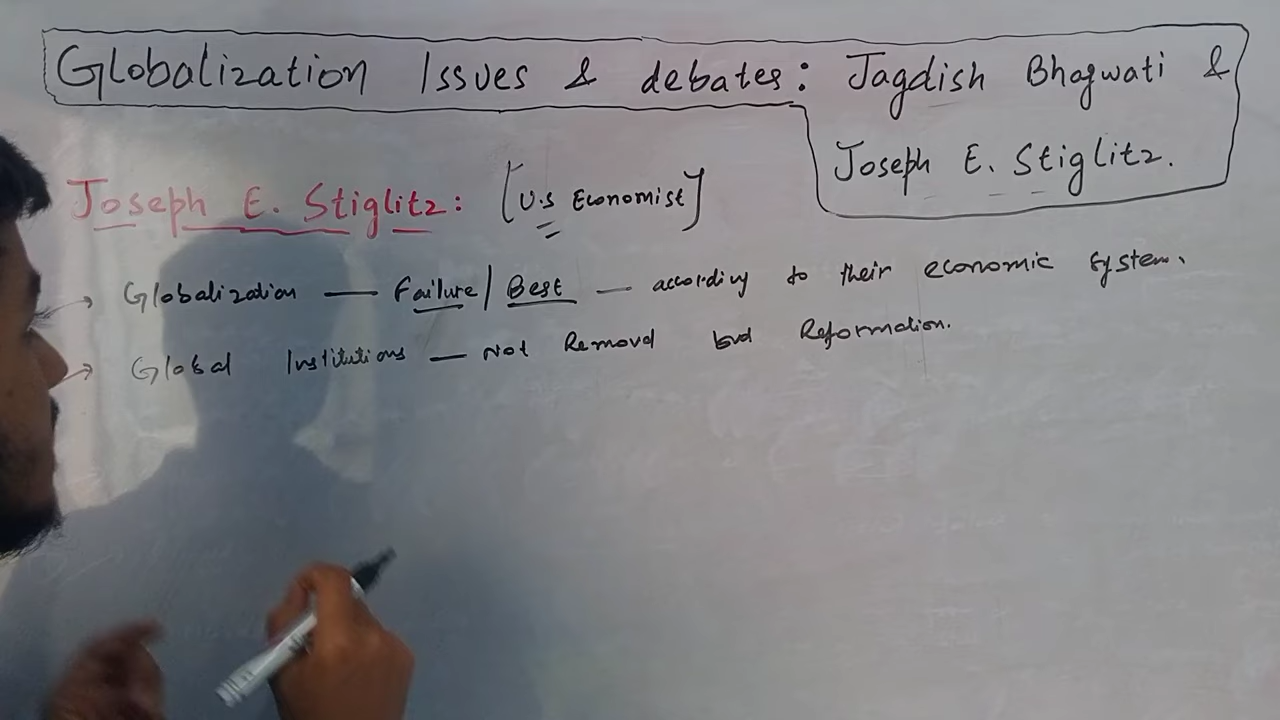 Globalization Issues & debates: Jagdish Bhagwati &
Joseph E. Stiglitz.
Joseph E. Stiglitz: [U.S Economist]
→ Globalization — Failure/Best — according to their economic system.
→ Global Institutions — Not Removal but Reformation.